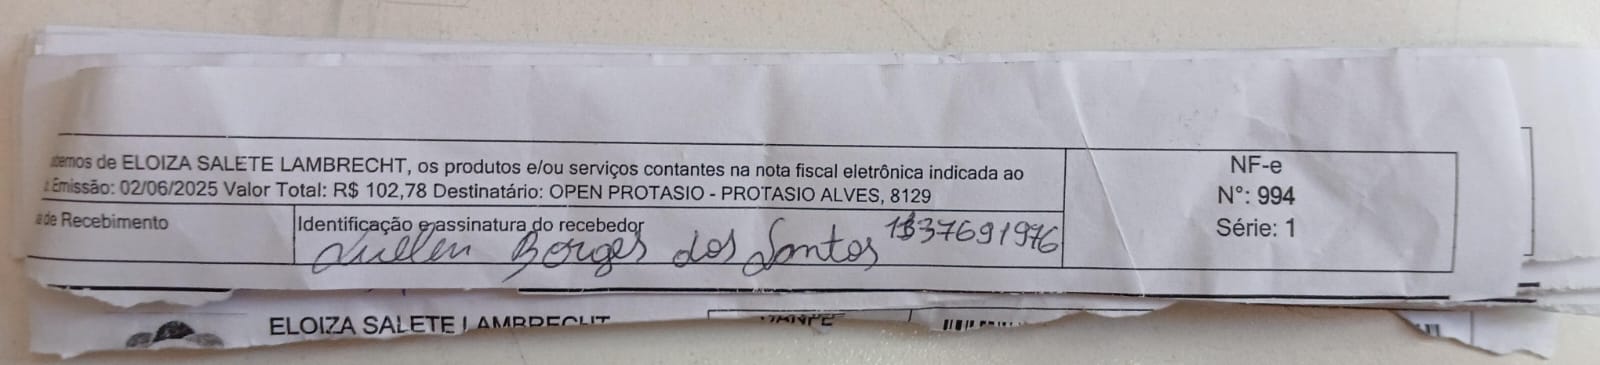 bemos de ELOIZA SALETE LAMBRECHT, os produtos e/ou serviços contantes na nota fiscal eletrônica indicada ao
Emissão: 02/06/2025 Valor Total: R$ 102,78 Destinatário: OPEN PROTASIO - PROTASIO ALVES, 8129
de Recebimento
Identificação e assinatura do recebedor
Borges dos Santos
NF-e
N°: 994
Série: 1
ELOIZA SALETE LAMBRECHT